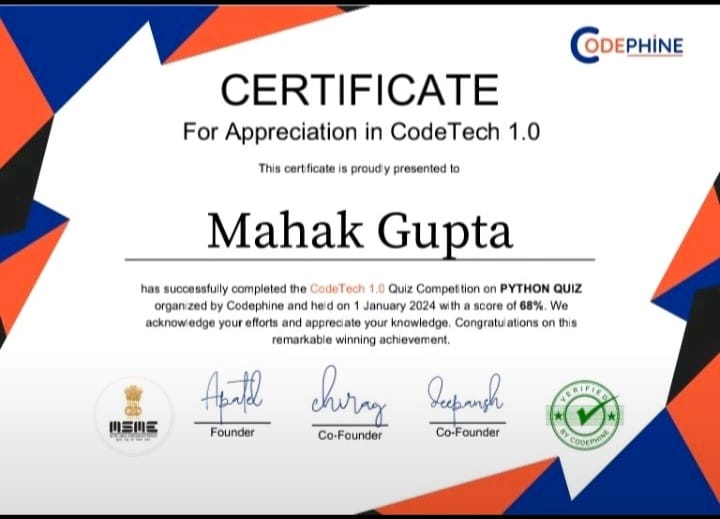 CODEPHINE
CERTIFICATE
For Appreciation in CodeTech 1.0
This certificate is proudly presented to
Mahak Gupta
has successfully completed the CodeTech 1.0 Quiz Competition on PYTHON QUIZ
organized by Codephine and held on 1 January 2024 with a score of 68%. We
acknowledge your efforts and appreciate your knowledge. Congratulations on this
remarkable winning achievement.
Apatel
Chirag
Deepansh
MSME
Founder
Co-Founder
Co-Founder
VERIFIED
BY CODEPHINE